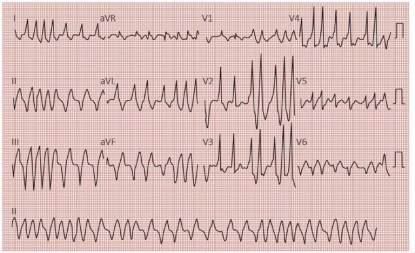 I aVR V1 V4
II aVL V2 V5
III aVF V3 V6
II